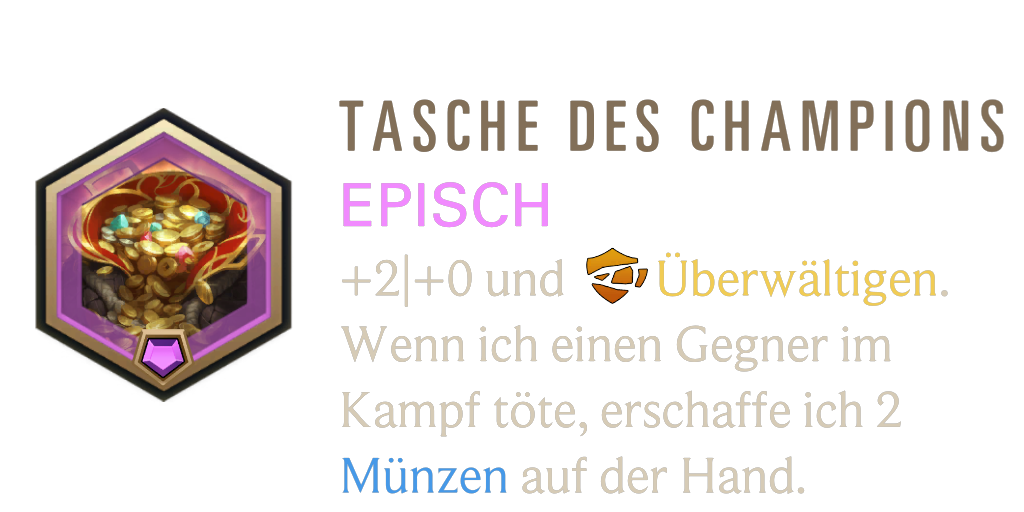 TASCHE DES CHAMPIONS
EPISCH
+2|+0 und Überwältigen.
Wenn ich einen Gegner im
Kampf töte, erschaffe ich 2
Münzen auf der Hand.